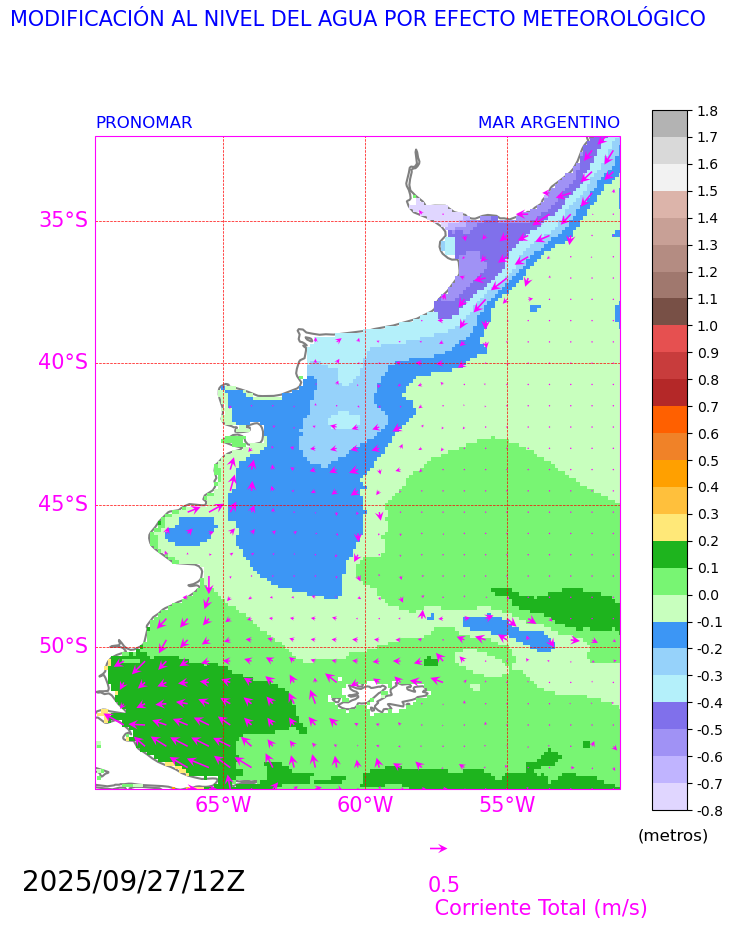 MODIFICACIÓN AL NIVEL DEL AGUA POR EFECTO METEOROLÓGICO
PRONOMAR
MAR ARGENTINO
35°S
40°S
45°S
50°S
65°W
60°W
55°W
1.8
1.7
1.6
1.5
1.4
1.3
1.2
1.1
1.0
0.9
0.8
0.7
0.6
0.5
0.4
0.3
0.2
0.1
0.0
-0.1
-0.2
-0.3
-0.4
-0.5
-0.6
-0.7
-0.8
(metros)
2025/09/27/12Z
0.5
Corriente Total (m/s)